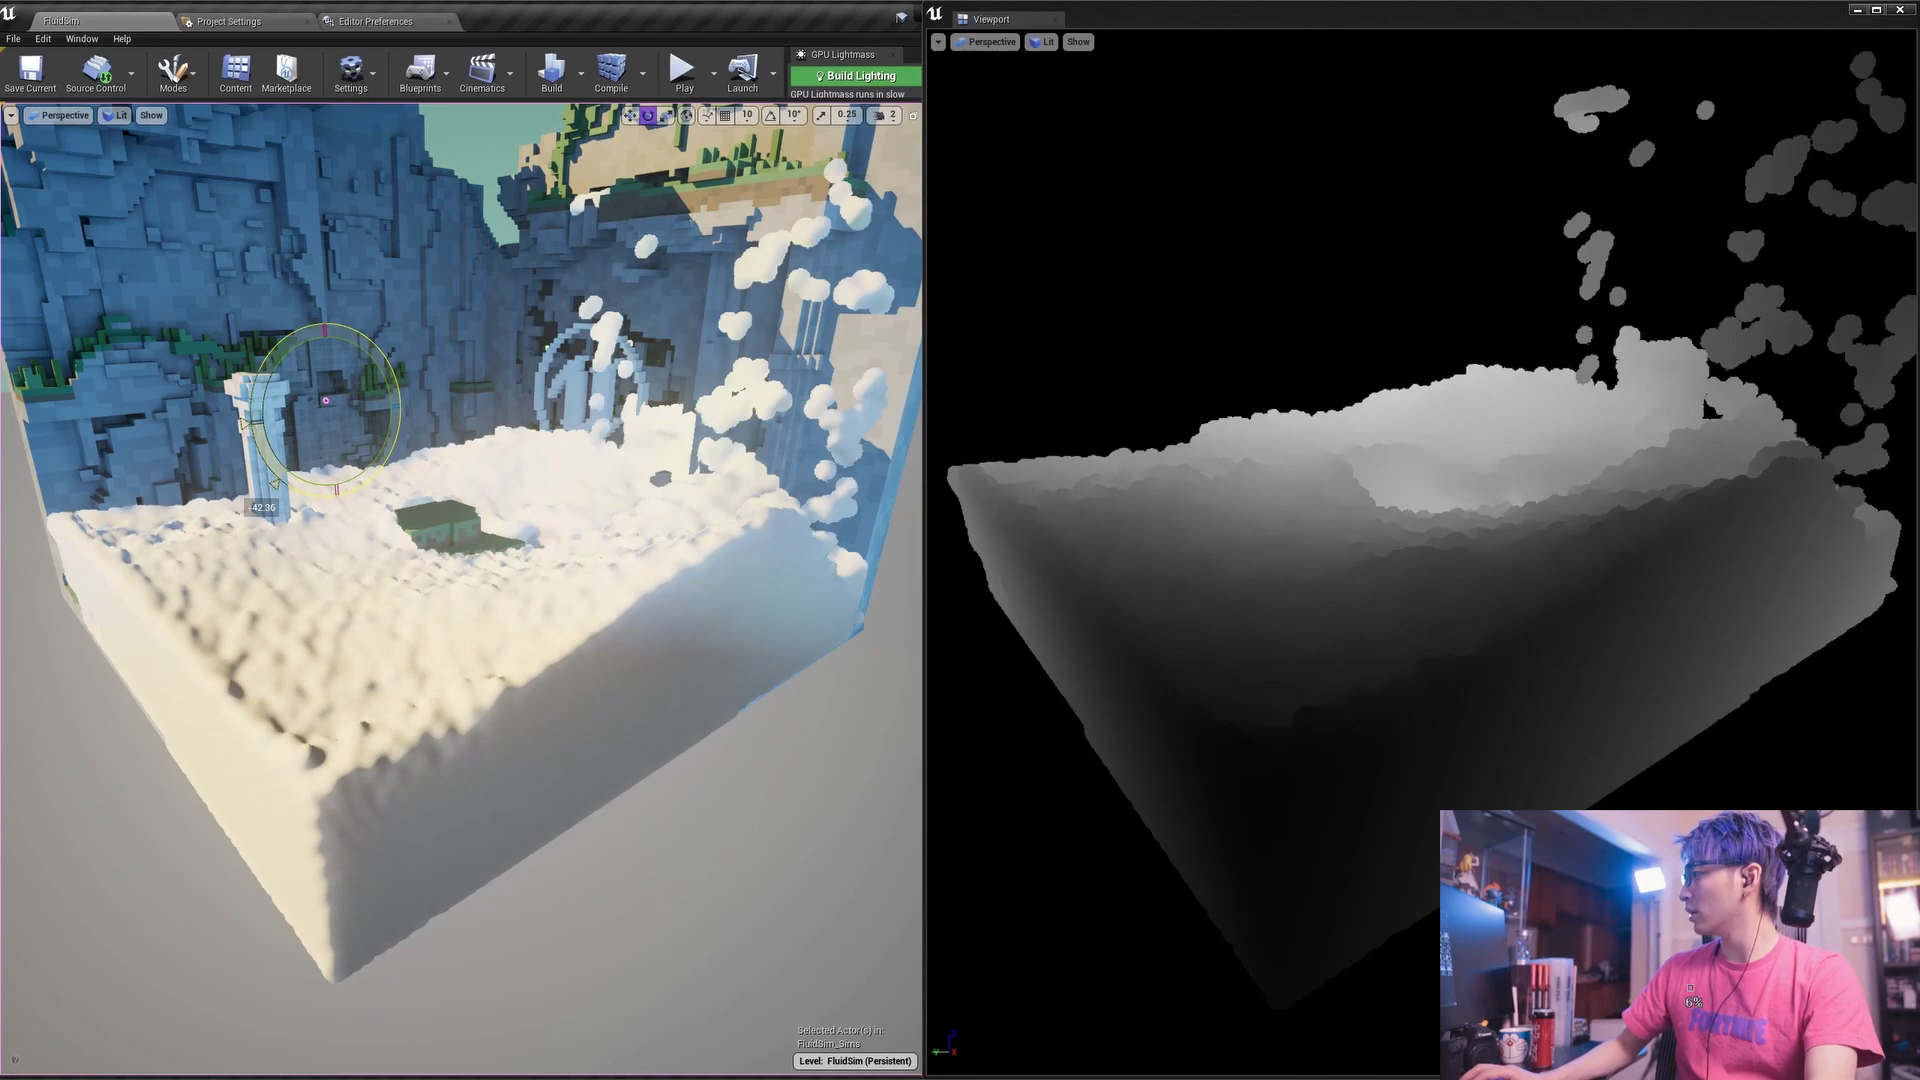 FluidSim
Project Settings
Editor Preferences
File Edit Window Help
Save Current
Source Control
Modes
Content
Marketplace
Settings
Blueprints
Cinematics
Build
Compile
Play
Launch
GPU Lightmass
Build Lighting
GPU Lightmass runs in slow
Perspective
Lit
Show
10
10°
0.25
2
-42.36
Selected Actor(s) in:
FluidSim_Sims
Level: FluidSim (Persistent)
Viewport
Perspective
Lit
Show
Z
Y
X
6%
FORTNITE